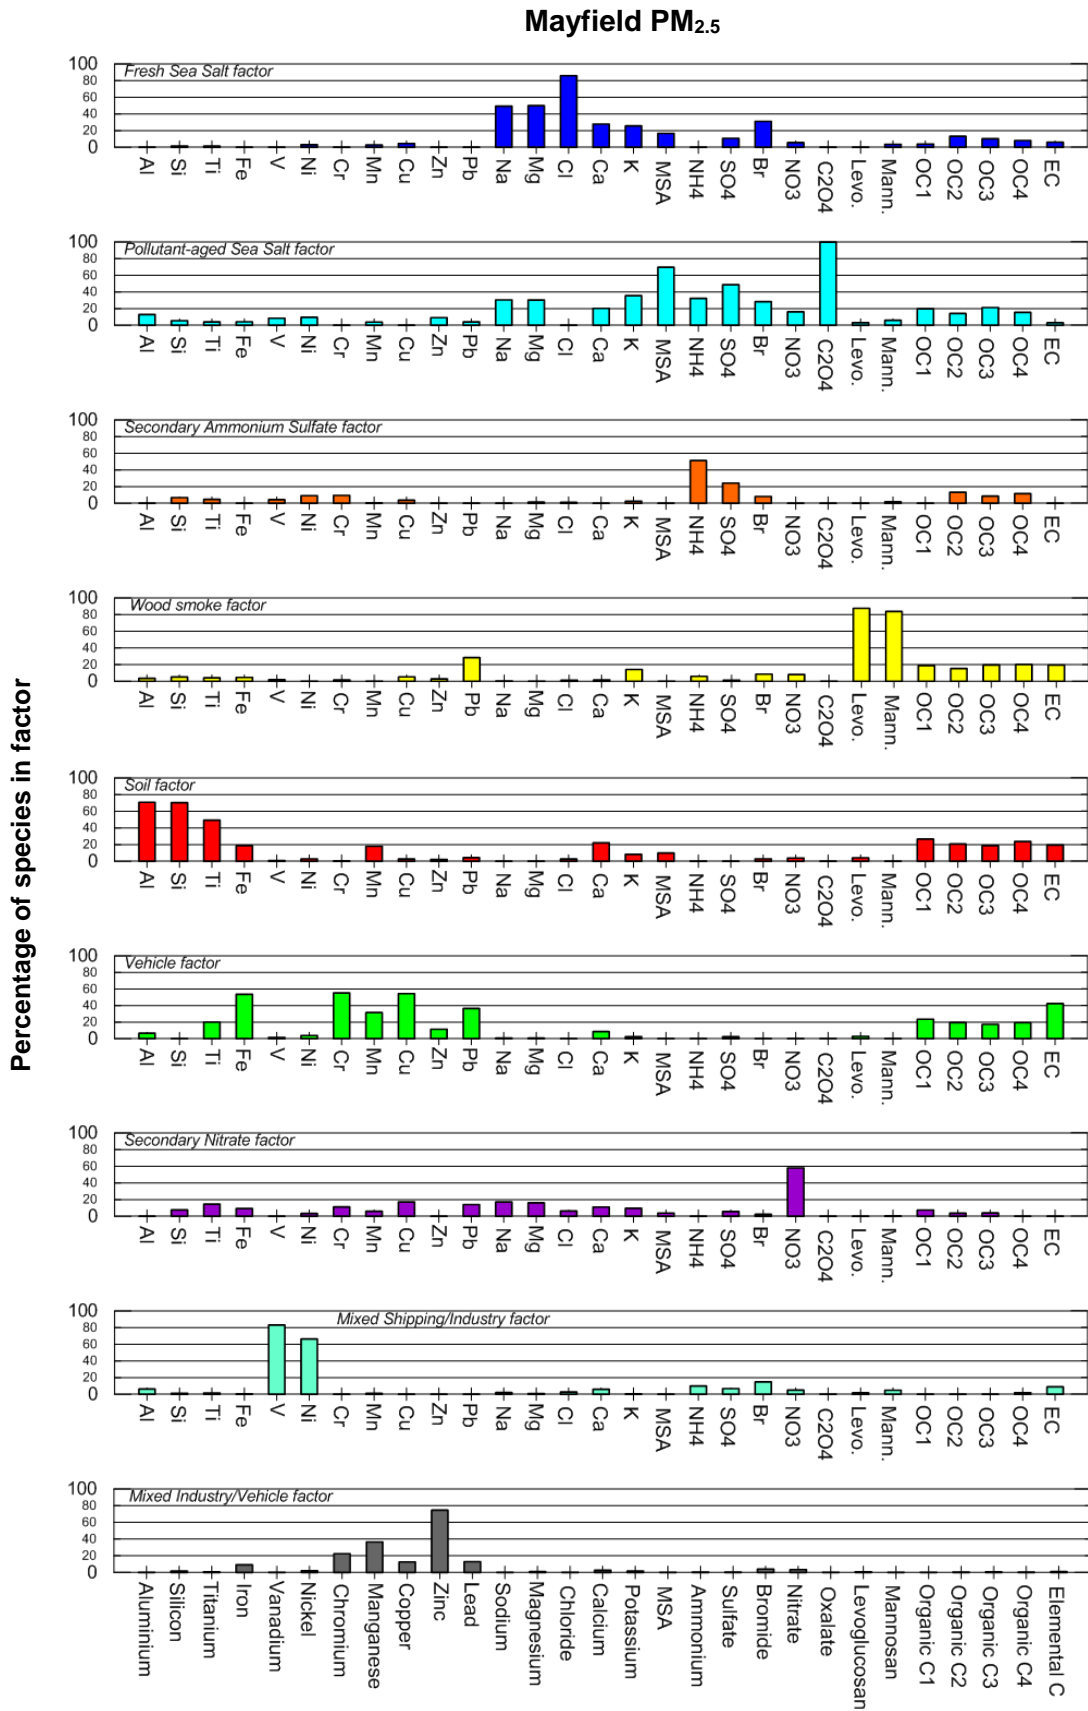 Mayfield PM2.5
Percentage of species in factor
Fresh Sea Salt factor
100
80
60
40
20
0
Al Si Ti Fe V Ni Cr Mn Cu Zn Pb Na Mg Cl Ca K MSA NH4 SO4 Br NO3 C2O4 Levo. Mann. OC1 OC2 OC3 OC4 EC
Pollutant-aged Sea Salt factor
100
80
60
40
20
0
Al Si Ti Fe V Ni Cr Mn Cu Zn Pb Na Mg Cl Ca K MSA NH4 SO4 Br NO3 C2O4 Levo. Mann. OC1 OC2 OC3 OC4 EC
Secondary Ammonium Sulfate factor
100
80
60
40
20
0
Al Si Ti Fe V Ni Cr Mn Cu Zn Pb Na Mg Cl Ca K MSA NH4 SO4 Br NO3 C2O4 Levo. Mann. OC1 OC2 OC3 OC4 EC
Wood smoke factor
100
80
60
40
20
0
Al Si Ti Fe V Ni Cr Mn Cu Zn Pb Na Mg Cl Ca K MSA NH4 SO4 Br NO3 C2O4 Levo. Mann. OC1 OC2 OC3 OC4 EC
Soil factor
100
80
60
40
20
0
Al Si Ti Fe V Ni Cr Mn Cu Zn Pb Na Mg Cl Ca K MSA NH4 SO4 Br NO3 C2O4 Levo. Mann. OC1 OC2 OC3 OC4 EC
Vehicle factor
100
80
60
40
20
0
Al Si Ti Fe V Ni Cr Mn Cu Zn Pb Na Mg Cl Ca K MSA NH4 SO4 Br NO3 C2O4 Levo. Mann. OC1 OC2 OC3 OC4 EC
Secondary Nitrate factor
100
80
60
40
20
0
Al Si Ti Fe V Ni Cr Mn Cu Zn Pb Na Mg Cl Ca K MSA NH4 SO4 Br NO3 C2O4 Levo. Mann. OC1 OC2 OC3 OC4 EC
Mixed Shipping/Industry factor
100
80
60
40
20
0
Al Si Ti Fe V Ni Cr Mn Cu Zn Pb Na Mg Cl Ca K MSA NH4 SO4 Br NO3 C2O4 Levo. Mann. OC1 OC2 OC3 OC4 EC
Mixed Industry/Vehicle factor
100
80
60
40
20
0
Aluminium Silicon Titanium Iron Vanadium Nickel Chromium Manganese Copper Zinc Lead Sodium Magnesium Chloride Calcium Potassium MSA Ammonium Sulfate Bromide Nitrate Oxalate Levoglucosan Mannosan Organic C1 Organic C2 Organic C3 Organic C4 Elemental C